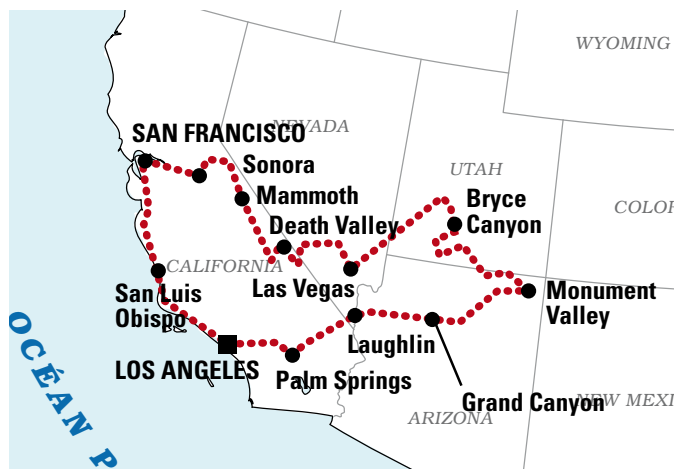 WYOMING
NEVADA
SAN FRANCISCO
Sonora
UTAH
Mammoth
Bryce
Canyon
COLOR
Death Valley
CALIFORNIA
Las Vegas
San Luis
Obispo
Monument
Valley
OCÉAN P
Laughlin
LOS ANGELES
Palm Springs
Grand Canyon
NEW MEXI
ARIZONA